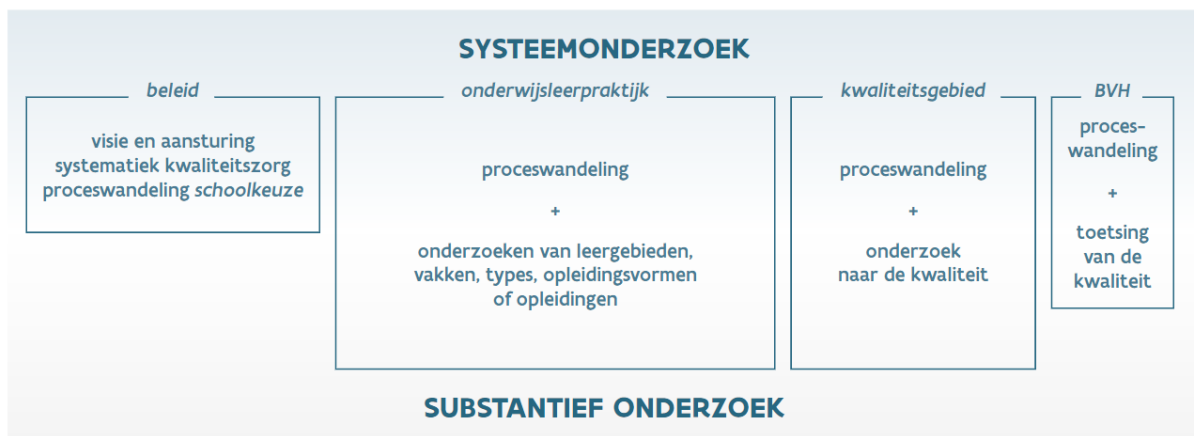 SYSTEEMONDERZOEK
beleid
visie en aansturing
systematiek kwaliteitszorg
proceswandeling schoolkeuze
onderwijsleerpraktijk
proceswandeling
+
onderzoeken van leergebieden,
vakken, types, opleidingsvormen
of opleidingen
kwaliteitsgebied
proceswandeling
+
onderzoek
naar de kwaliteit
BVH
proces-
wandeling
+
toetsing
van de
kwaliteit
SUBSTANTIEF ONDERZOEK